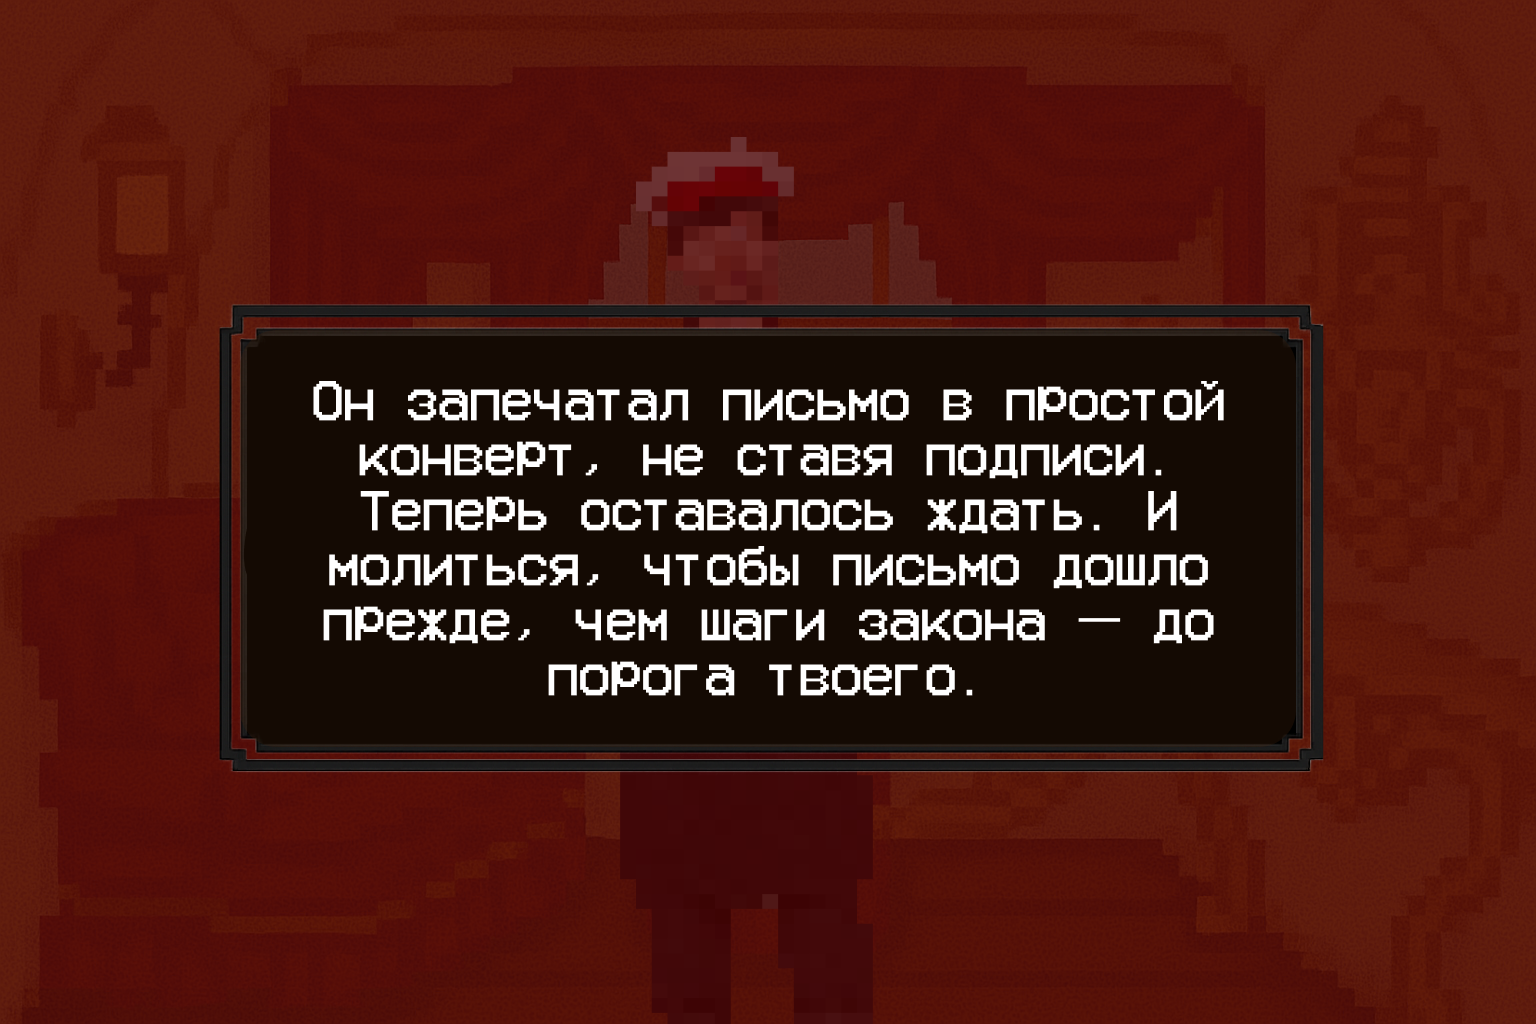 Он запечатал письмо в простой
конверт, не ставя подписи.
Теперь оставалось ждать. И
молиться, чтобы письмо дошло
прежде, чем шаги закона — до
порога твоего.